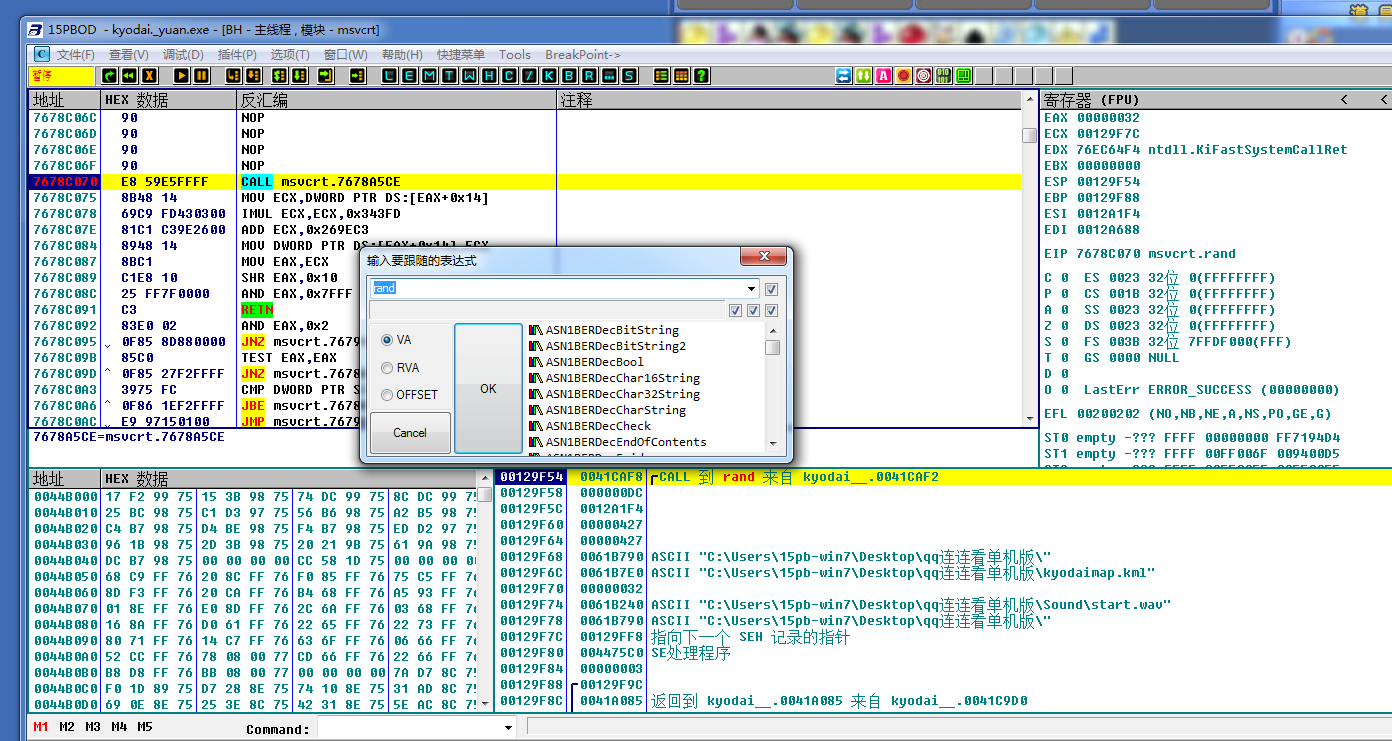 15PBOD - kyodai._yuan.exe - [BH - 主线程 , 模块 - msvcrt]
文件(F) 查看(V) 调试(D) 插件(P) 选项(T) 窗口(W) 帮助(H) 快捷菜单 Tools BreakPoint->
暂停 L E M T W H C / K B R ... S ?
地址 HEX 数据 反汇编 注释
7678C06C 90 NOP
7678C06D 90 NOP
7678C06E 90 NOP
7678C06F 90 NOP
7678C070 E8 59E5FFFF CALL msvcrt.7678A5CE
7678C075 8B48 14 MOV ECX,DWORD PTR DS:[EAX+0x14]
7678C078 69C9 FD430300 IMUL ECX,ECX,0x343FD
7678C07E 81C1 C39E2600 ADD ECX,0x269EC3
7678C084 8948 14 MOV DWORD PTR DS:[EAX+0x14],ECX
7678C087 8BC1 MOV EAX,ECX
7678C089 C1E8 10 SHR EAX,0x10
7678C08C 25 FF7F0000 AND EAX,0x7FFF
7678C091 C3 RETN
7678C092 83E0 02 AND EAX,0x2
7678C095 0F85 8D880000 JNZ msvcrt.7679
7678C09B 85C0 TEST EAX,EAX
7678C09D ^ 0F85 27F2FFFF JNZ msvcrt.7678
7678C0A3 3975 FC CMP DWORD PTR S
7678C0A6 ^ 0F86 1EF2FFFF JBE msvcrt.7678
7678C0AC E9 97150100 JMP msvcrt.7678
7678A5CE=msvcrt.7678A5CE
寄存器 (FPU) < <
EAX 00000032
ECX 00129F7C
EDX 76EC64F4 ntdll.KiFastSystemCallRet
EBX 00000000
ESP 00129F54
EBP 00129F88
ESI 0012A1F4
EDI 0012A688
EIP 7678C070 msvcrt.rand
C 0 ES 0023 32位 0(FFFFFFFF)
P 0 CS 001B 32位 0(FFFFFFFF)
A 0 SS 0023 32位 0(FFFFFFFF)
Z 0 DS 0023 32位 0(FFFFFFFF)
S 0 FS 003B 32位 7FFDF000(FFF)
T 0 GS 0000 NULL
D 0
O 0 LastErr ERROR_SUCCESS (00000000)
EFL 00200202 (NO,NB,NE,A,NS,PO,GE,G)
ST0 empty -??? FFFF 00000000 FF7194D4
ST1 empty -??? FFFF 00FF006F 009400D5
输入要跟随的表达式
rand
VA
RVA
OFFSET
OK
Cancel
ASN1BERDecBitString
ASN1BERDecBitString2
ASN1BERDecBool
ASN1BERDecChar16String
ASN1BERDecChar32String
ASN1BERDecCharString
ASN1BERDecCheck
ASN1BERDecEndOfContents
地址 HEX 数据
0044B000 17 F2 99 75 15 3B 98 75 74 DC 99 75 8C DC 99 7
0044B010 25 BC 98 75 C1 D3 97 75 56 B6 98 75 A2 B5 98 7
0044B020 C4 B7 98 75 D4 BE 98 75 F4 B7 98 75 ED D2 97 7
0044B030 96 1B 98 75 2D 3B 98 75 20 21 9B 75 61 9A 98 7
0044B040 DC B7 98 75 00 00 00 00 CC 58 1D 75 00 00 00 0
0044B050 68 C9 FF 76 20 8C FF 76 F0 85 FF 76 75 C5 FF 7
0044B060 8D F3 FF 76 20 CA FF 76 B4 68 FF 76 A5 93 FF 7
0044B070 01 8E FF 76 E0 8D FF 76 2C 6A FF 76 03 68 FF 7
0044B080 16 8A FF 76 D0 61 FF 76 22 65 FF 76 22 73 FF 7
0044B090 80 71 FF 76 14 C7 FF 76 63 6F FF 76 06 66 FF 7
0044B0A0 52 CC FF 76 78 08 00 77 CD 66 FF 76 22 66 FF 7
0044B0B0 B8 D8 FF 76 BB 08 00 77 00 00 00 00 7A D7 8C 7
0044B0C0 F0 1D 89 75 D7 28 8E 75 74 10 8E 75 31 AD 8C 7
0044B0D0 69 0E 8E 75 25 3E 8C 75 42 31 8E 75 5E AC 8C 7
00129F54 0041CAF8 CALL 到 rand 来自 kyodai__.0041CAF2
00129F58 000000DC
00129F5C 0012A1F4
00129F60 00000427
00129F64 00000427
00129F68 0061B790 ASCII "C:\Users\15pb-win7\Desktop\qq连连看单机版\"
00129F6C 0061B7E0 ASCII "C:\Users\15pb-win7\Desktop\qq连连看单机版\kyodaimap.kml"
00129F70 00000032
00129F74 0061B240 ASCII "C:\Users\15pb-win7\Desktop\qq连连看单机版\Sound\start.wav"
00129F78 0061B790 ASCII "C:\Users\15pb-win7\Desktop\qq连连看单机版\"
00129F7C 00129FF8 指向下一个 SEH 记录的指针
00129F80 004475C0 SE处理程序
00129F84 00000003
00129F88 00129F9C
00129F8C 0041A085 返回到 kyodai__.0041A085 来自 kyodai__.0041C9D0
M1 M2 M3 M4 M5 Command: